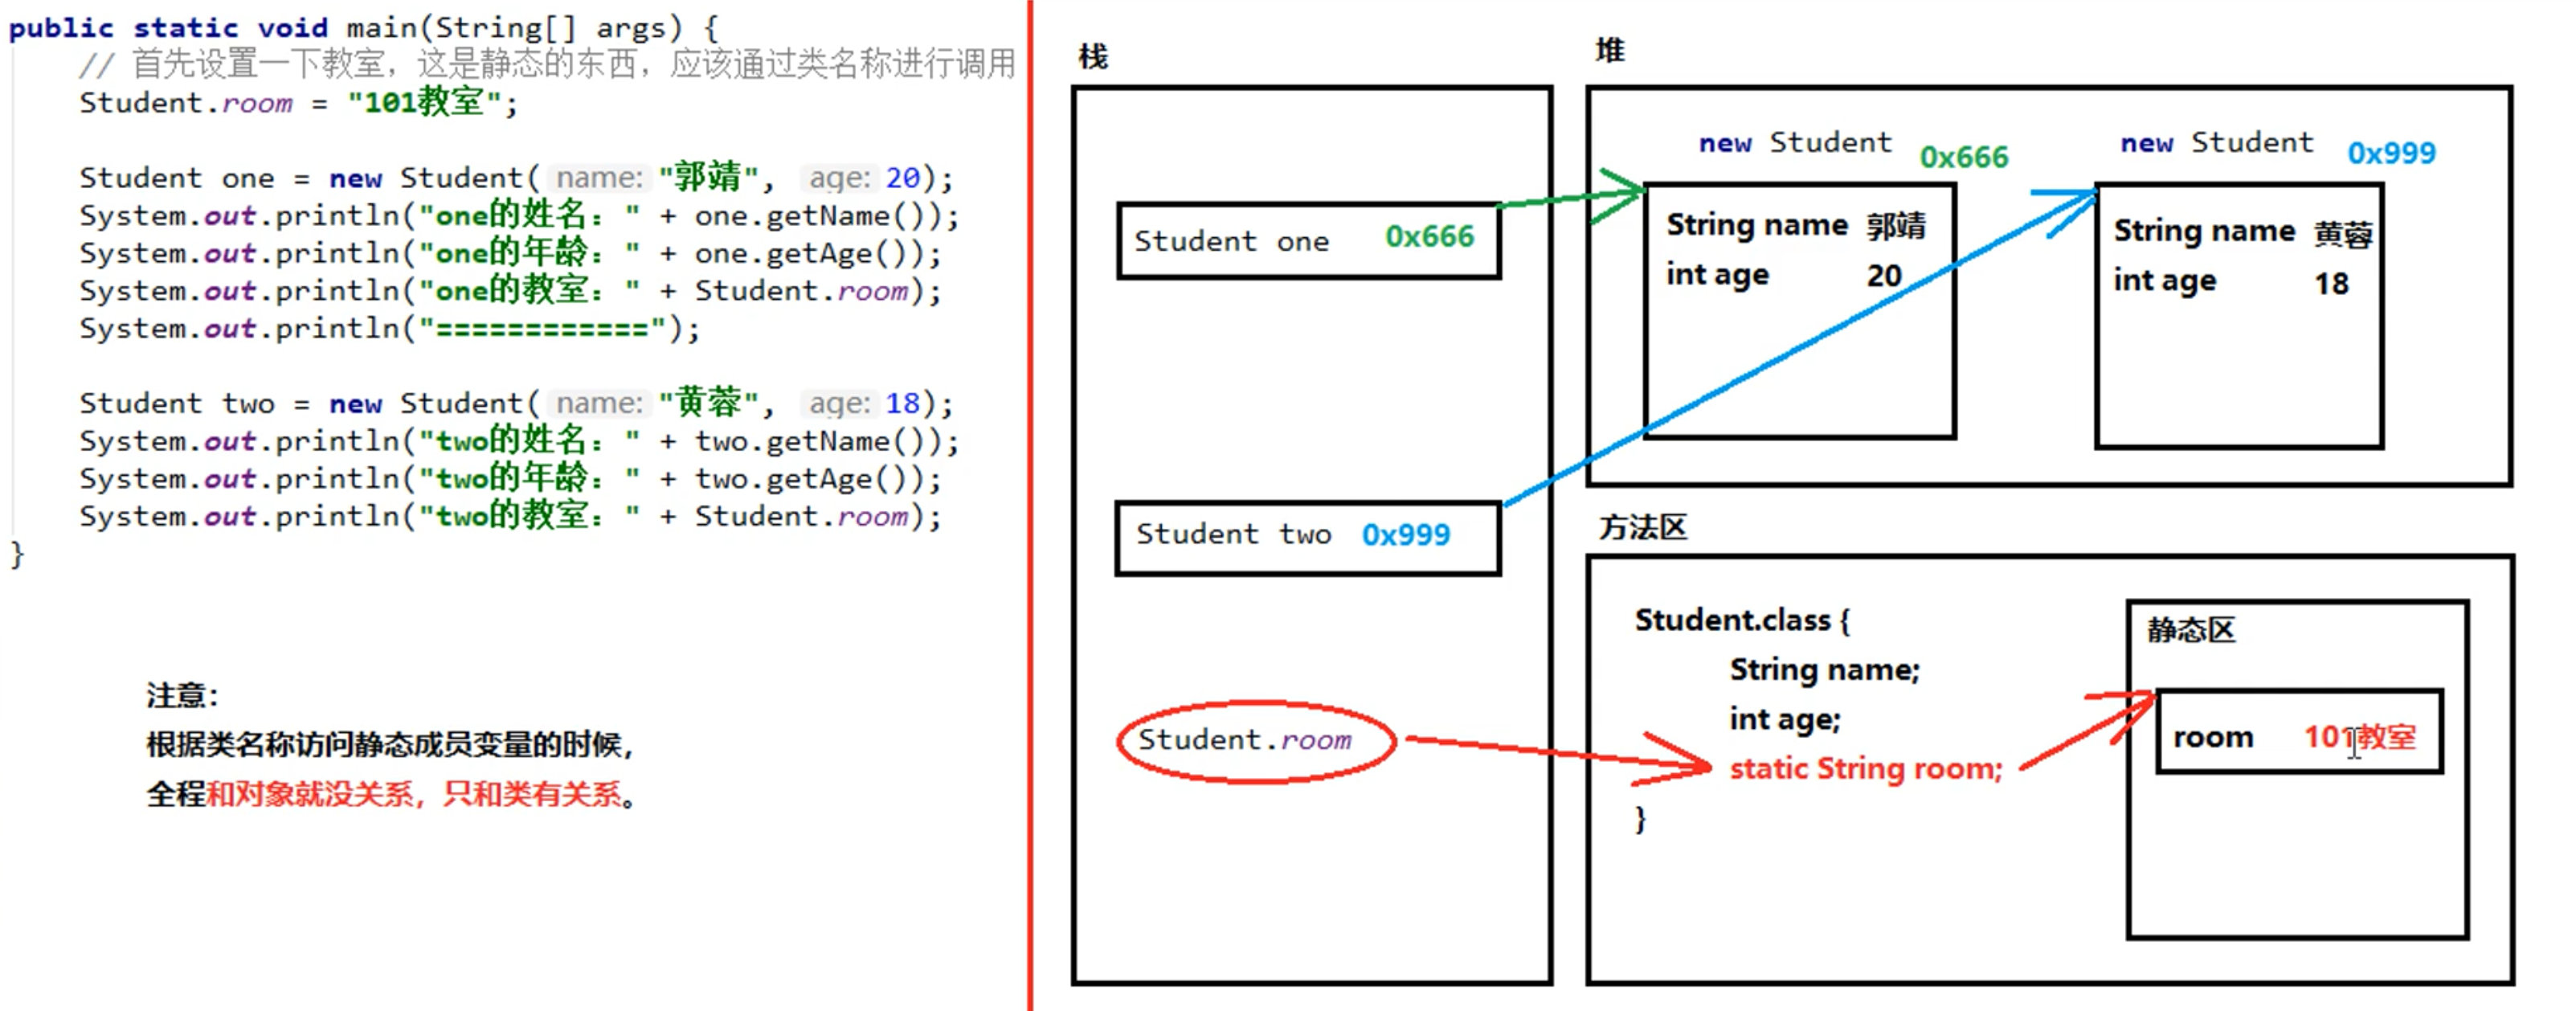 public static void main(String[] args) {
// 首先设置一下教室，这是静态的东西，应该通过类名称进行调用
Student.room = "101教室";
Student one = new Student( name: "郭靖", age: 20);
System.out.println("one的姓名：" + one.getName());
System.out.println("one的年龄：" + one.getAge());
System.out.println("one的教室：" + Student.room);
System.out.println("============");
Student two = new Student( name: "黄蓉", age: 18);
System.out.println("two的姓名：" + two.getName());
System.out.println("two的年龄：" + two.getAge());
System.out.println("two的教室：" + Student.room);
}
注意：
根据类名称访问静态成员变量的时候，
全程和对象就没关系，只和类有关系。
栈
Student one 0x666
Student two 0x999
Student.room
堆
new Student 0x666
String name 郭靖
int age 20
new Student 0x999
String name 黄蓉
int age 18
方法区
Student.class {
String name;
int age;
static String room;
}
静态区
room 101教室